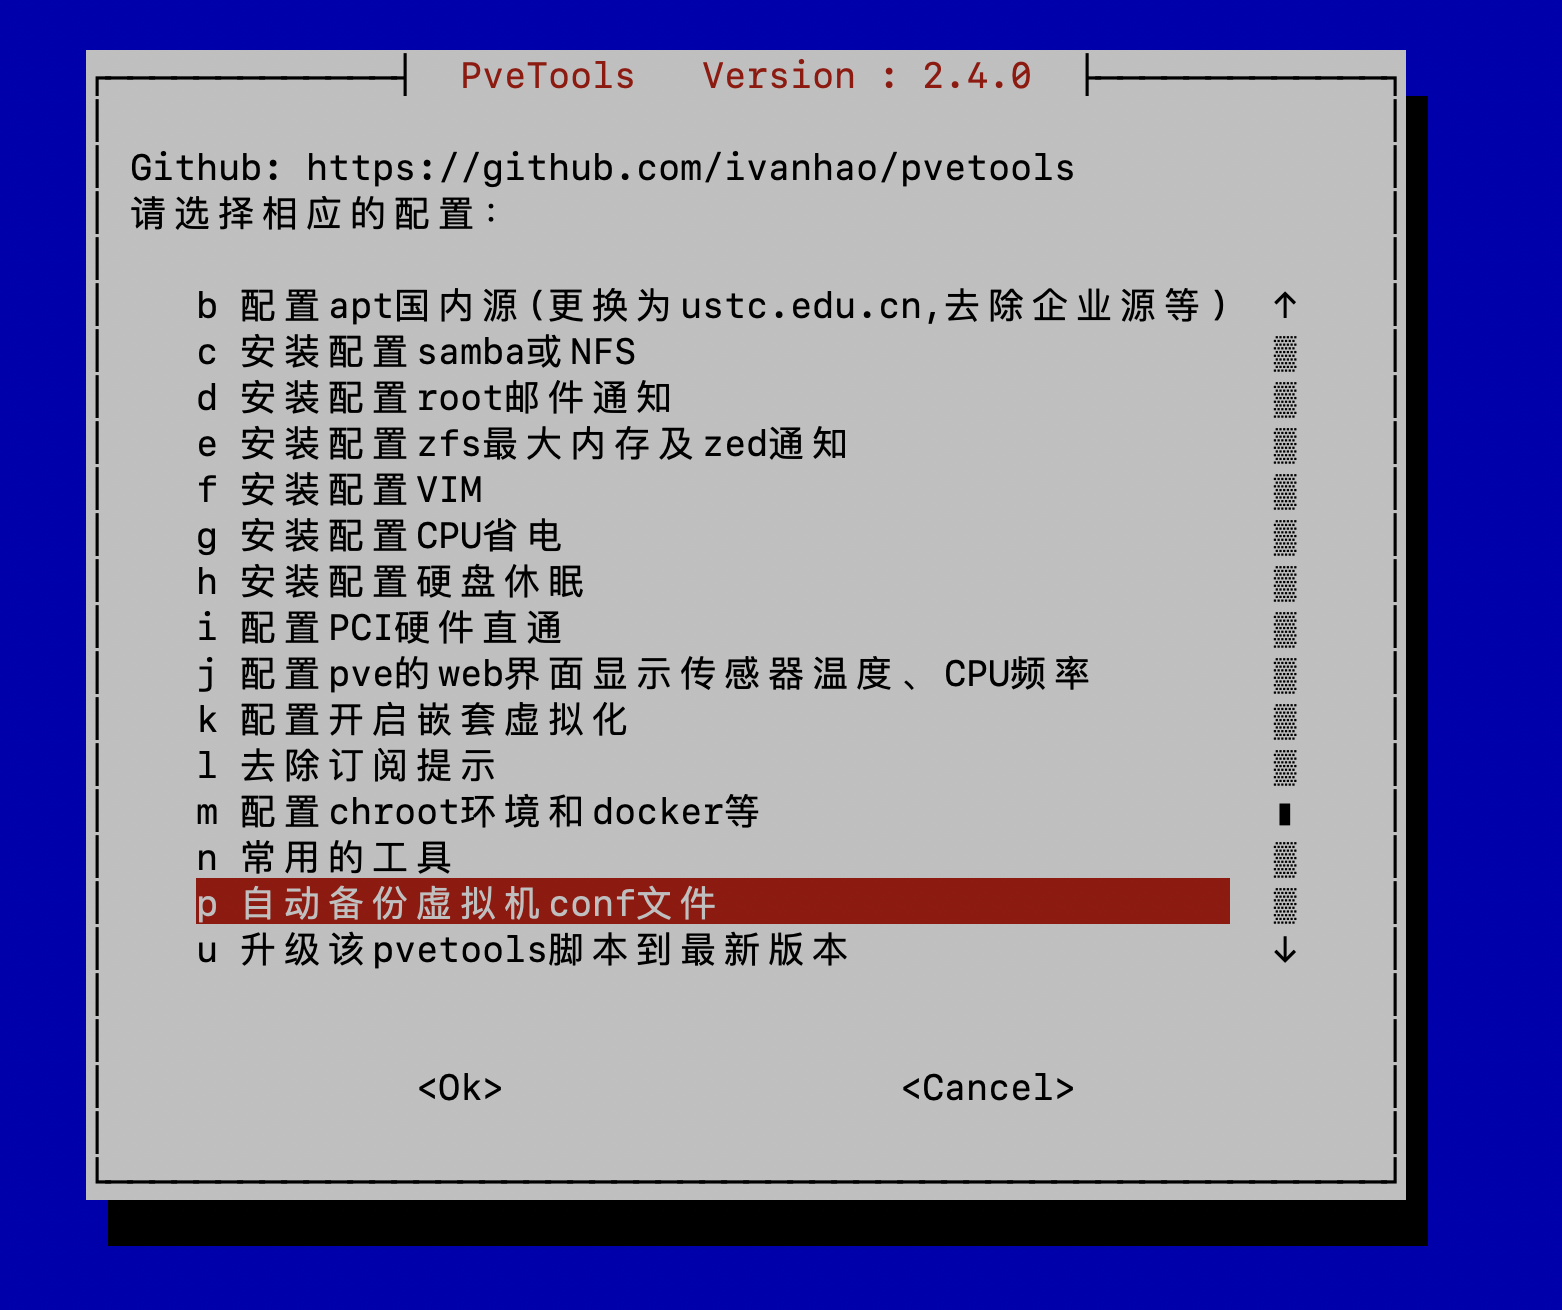 PveTools   Version : 2.4.0
Github: https://github.com/ivanhao/pvetools
请选择相应的配置：
b 配置apt国内源(更换为ustc.edu.cn,去除企业源等)
c 安装配置samba或NFS
d 安装配置root邮件通知
e 安装配置zfs最大内存及zed通知
f 安装配置VIM
g 安装配置CPU省电
h 安装配置硬盘休眠
i 配置PCI硬件直通
j 配置pve的web界面显示传感器温度、CPU频率
k 配置开启嵌套虚拟化
l 去除订阅提示
m 配置chroot环境和docker等
n 常用的工具
p 自动备份虚拟机conf文件
u 升级该pvetools脚本到最新版本
<Ok> <Cancel>